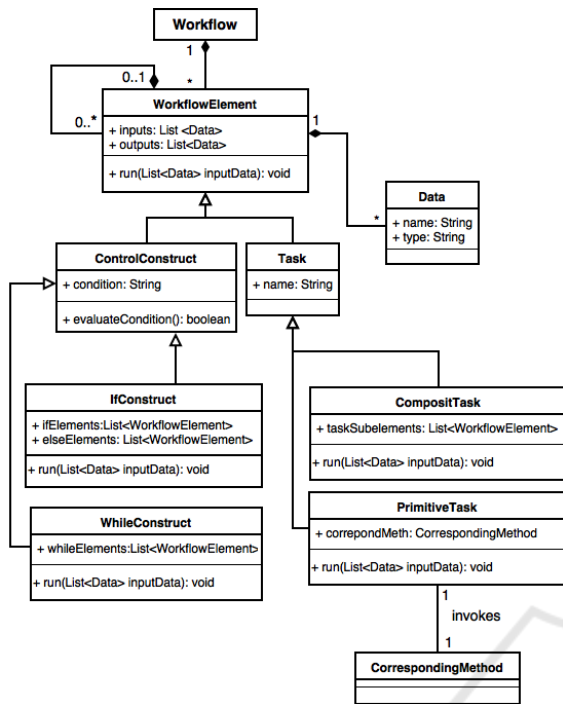 Workflow
1
*
0..1
0..*
WorkflowElement
+ inputs: List <Data>
+ outputs: List<Data>
+ run(List<Data> inputData): void
1
*
Data
+ name: String
+ type: String
ControlConstruct
+ condition: String
+ evaluateCondition(): boolean
Task
+ name: String
IfConstruct
+ ifElements:List<WorkflowElement>
+ elseElements: List<WorkflowElement>
+ run(List<Data> inputData): void
CompositTask
+ taskSubelements: List<WorkflowElement>
+ run(List<Data> inputData): void
WhileConstruct
+ whileElements:List<WorkflowElement>
+ run(List<Data> inputData): void
PrimitiveTask
+ correpondMeth: CorrespondingMethod
+ run(List<Data> inputData): void
1
invokes
1
CorrespondingMethod